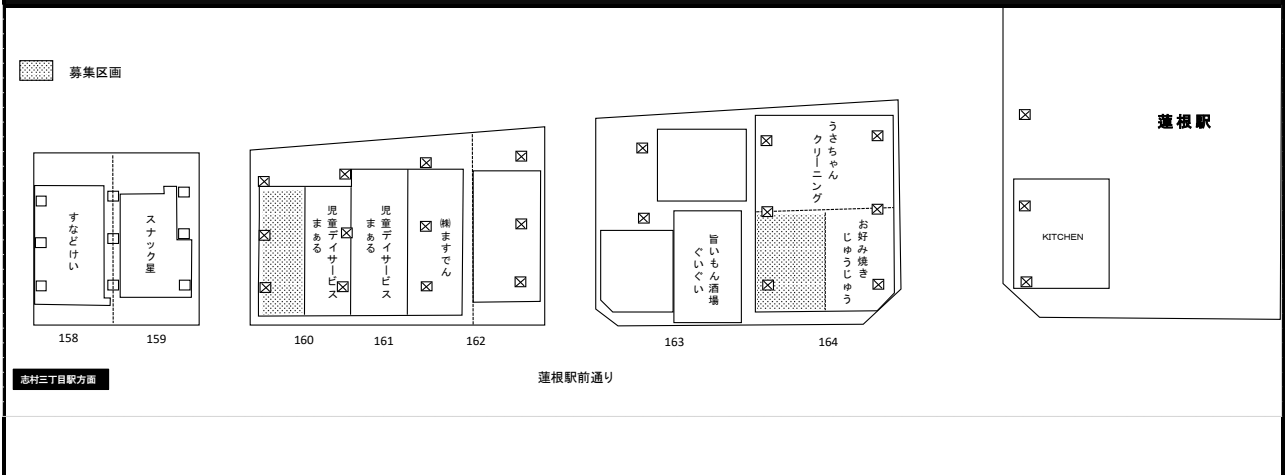 募集区画
蓮根駅
すなどけい
スナック星
児童デイサービス
まぁる
児童デイサービス
まぁる
㈱ますでん
旨いもん酒場
ぐいぐい
うさちゃん
クリーニング
お好み焼き
じゅうじゅう
KITCHEN
158
159
160
161
162
163
164
志村三丁目駅方面
蓮根駅前通り